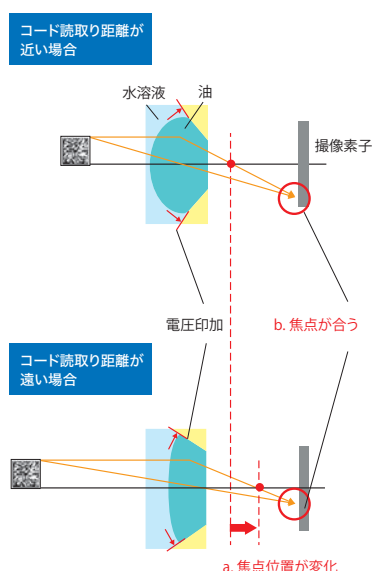 コード読取り距離が
近い場合
水溶液
油
撮像素子
電圧印加
b. 焦点が合う
コード読取り距離が
遠い場合
a. 焦点位置が変化